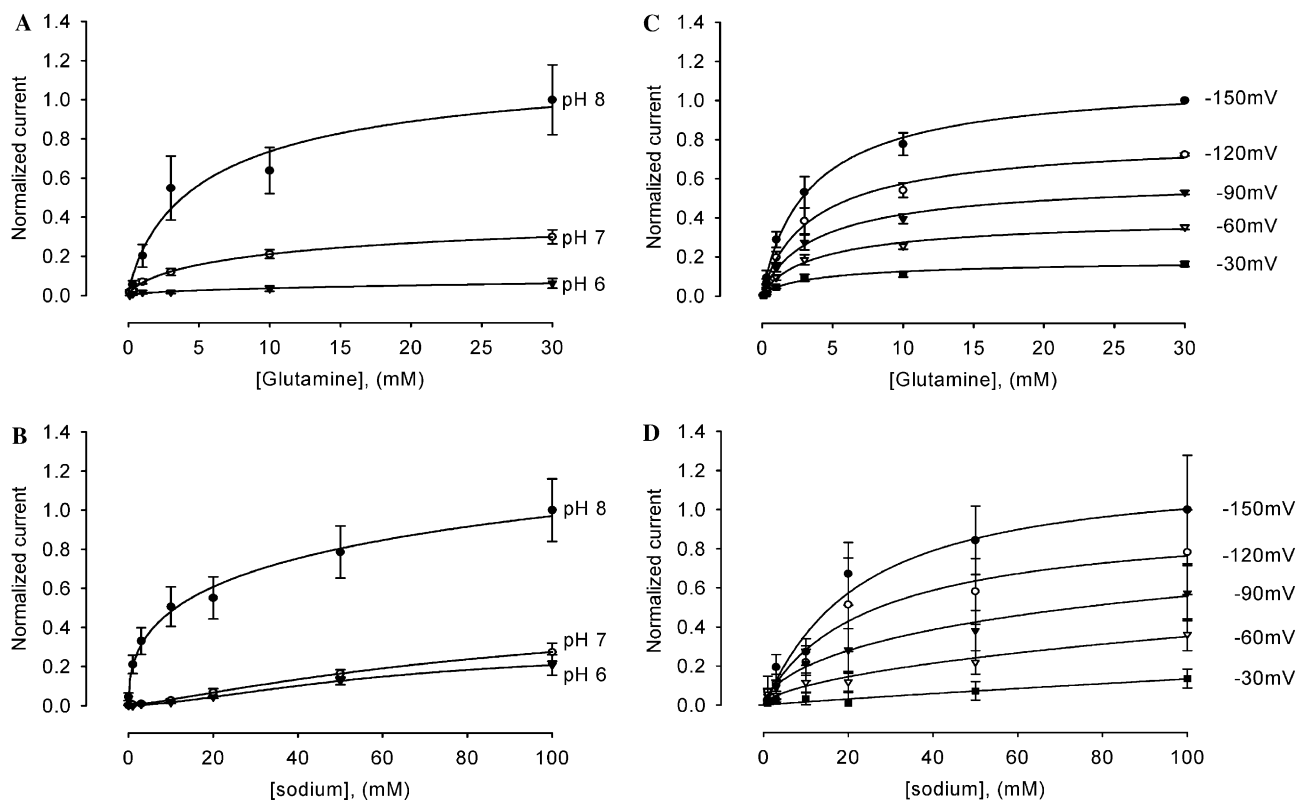 A
Normalized current
1.4
1.2
1.0
0.8
0.6
0.4
0.2
0.0
pH 8
pH 7
pH 6
0 5 10 15 20 25 30
[Glutamine], (mM)
C
Normalized current
1.4
1.2
1.0
0.8
0.6
0.4
0.2
0.0
-150mV
-120mV
-90mV
-60mV
-30mV
0 5 10 15 20 25 30
[Glutamine], (mM)
B
Normalized current
1.4
1.2
1.0
0.8
0.6
0.4
0.2
0.0
pH 8
pH 7
pH 6
0 20 40 60 80 100
[sodium], (mM)
D
Normalized current
1.4
1.2
1.0
0.8
0.6
0.4
0.2
0.0
-150mV
-120mV
-90mV
-60mV
-30mV
0 20 40 60 80 100
[sodium], (mM)